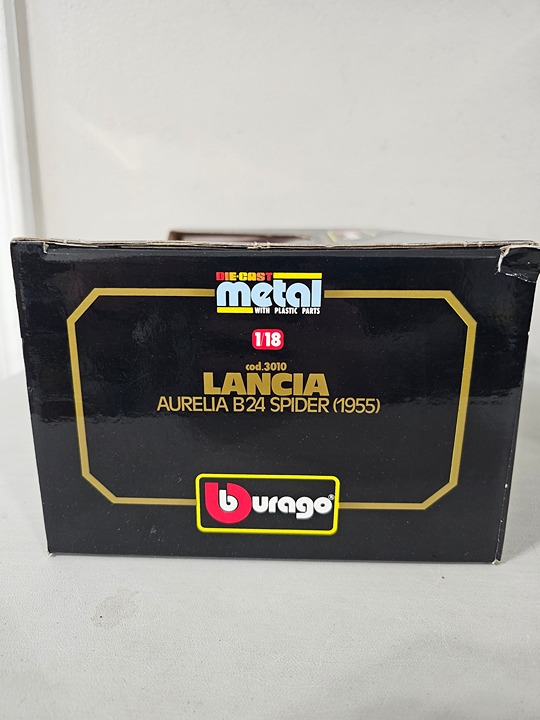 DIE-CAST
metal
WITH PLASTIC PARTS
1/18
cod.3010
LANCIA
AURELIA B24 SPIDER (1955)
burago®